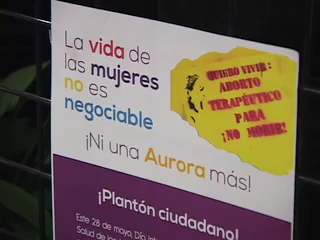 La vida de
las mujeres
no es
negociable
QUIERO VIVIR:
ABORTO
TERAPÉUTICO
PARA
¡NO MORIR!
¡Ni una Aurora más!
¡Plantón ciudadano!
Este 28 de mayo, Día
Salud de las